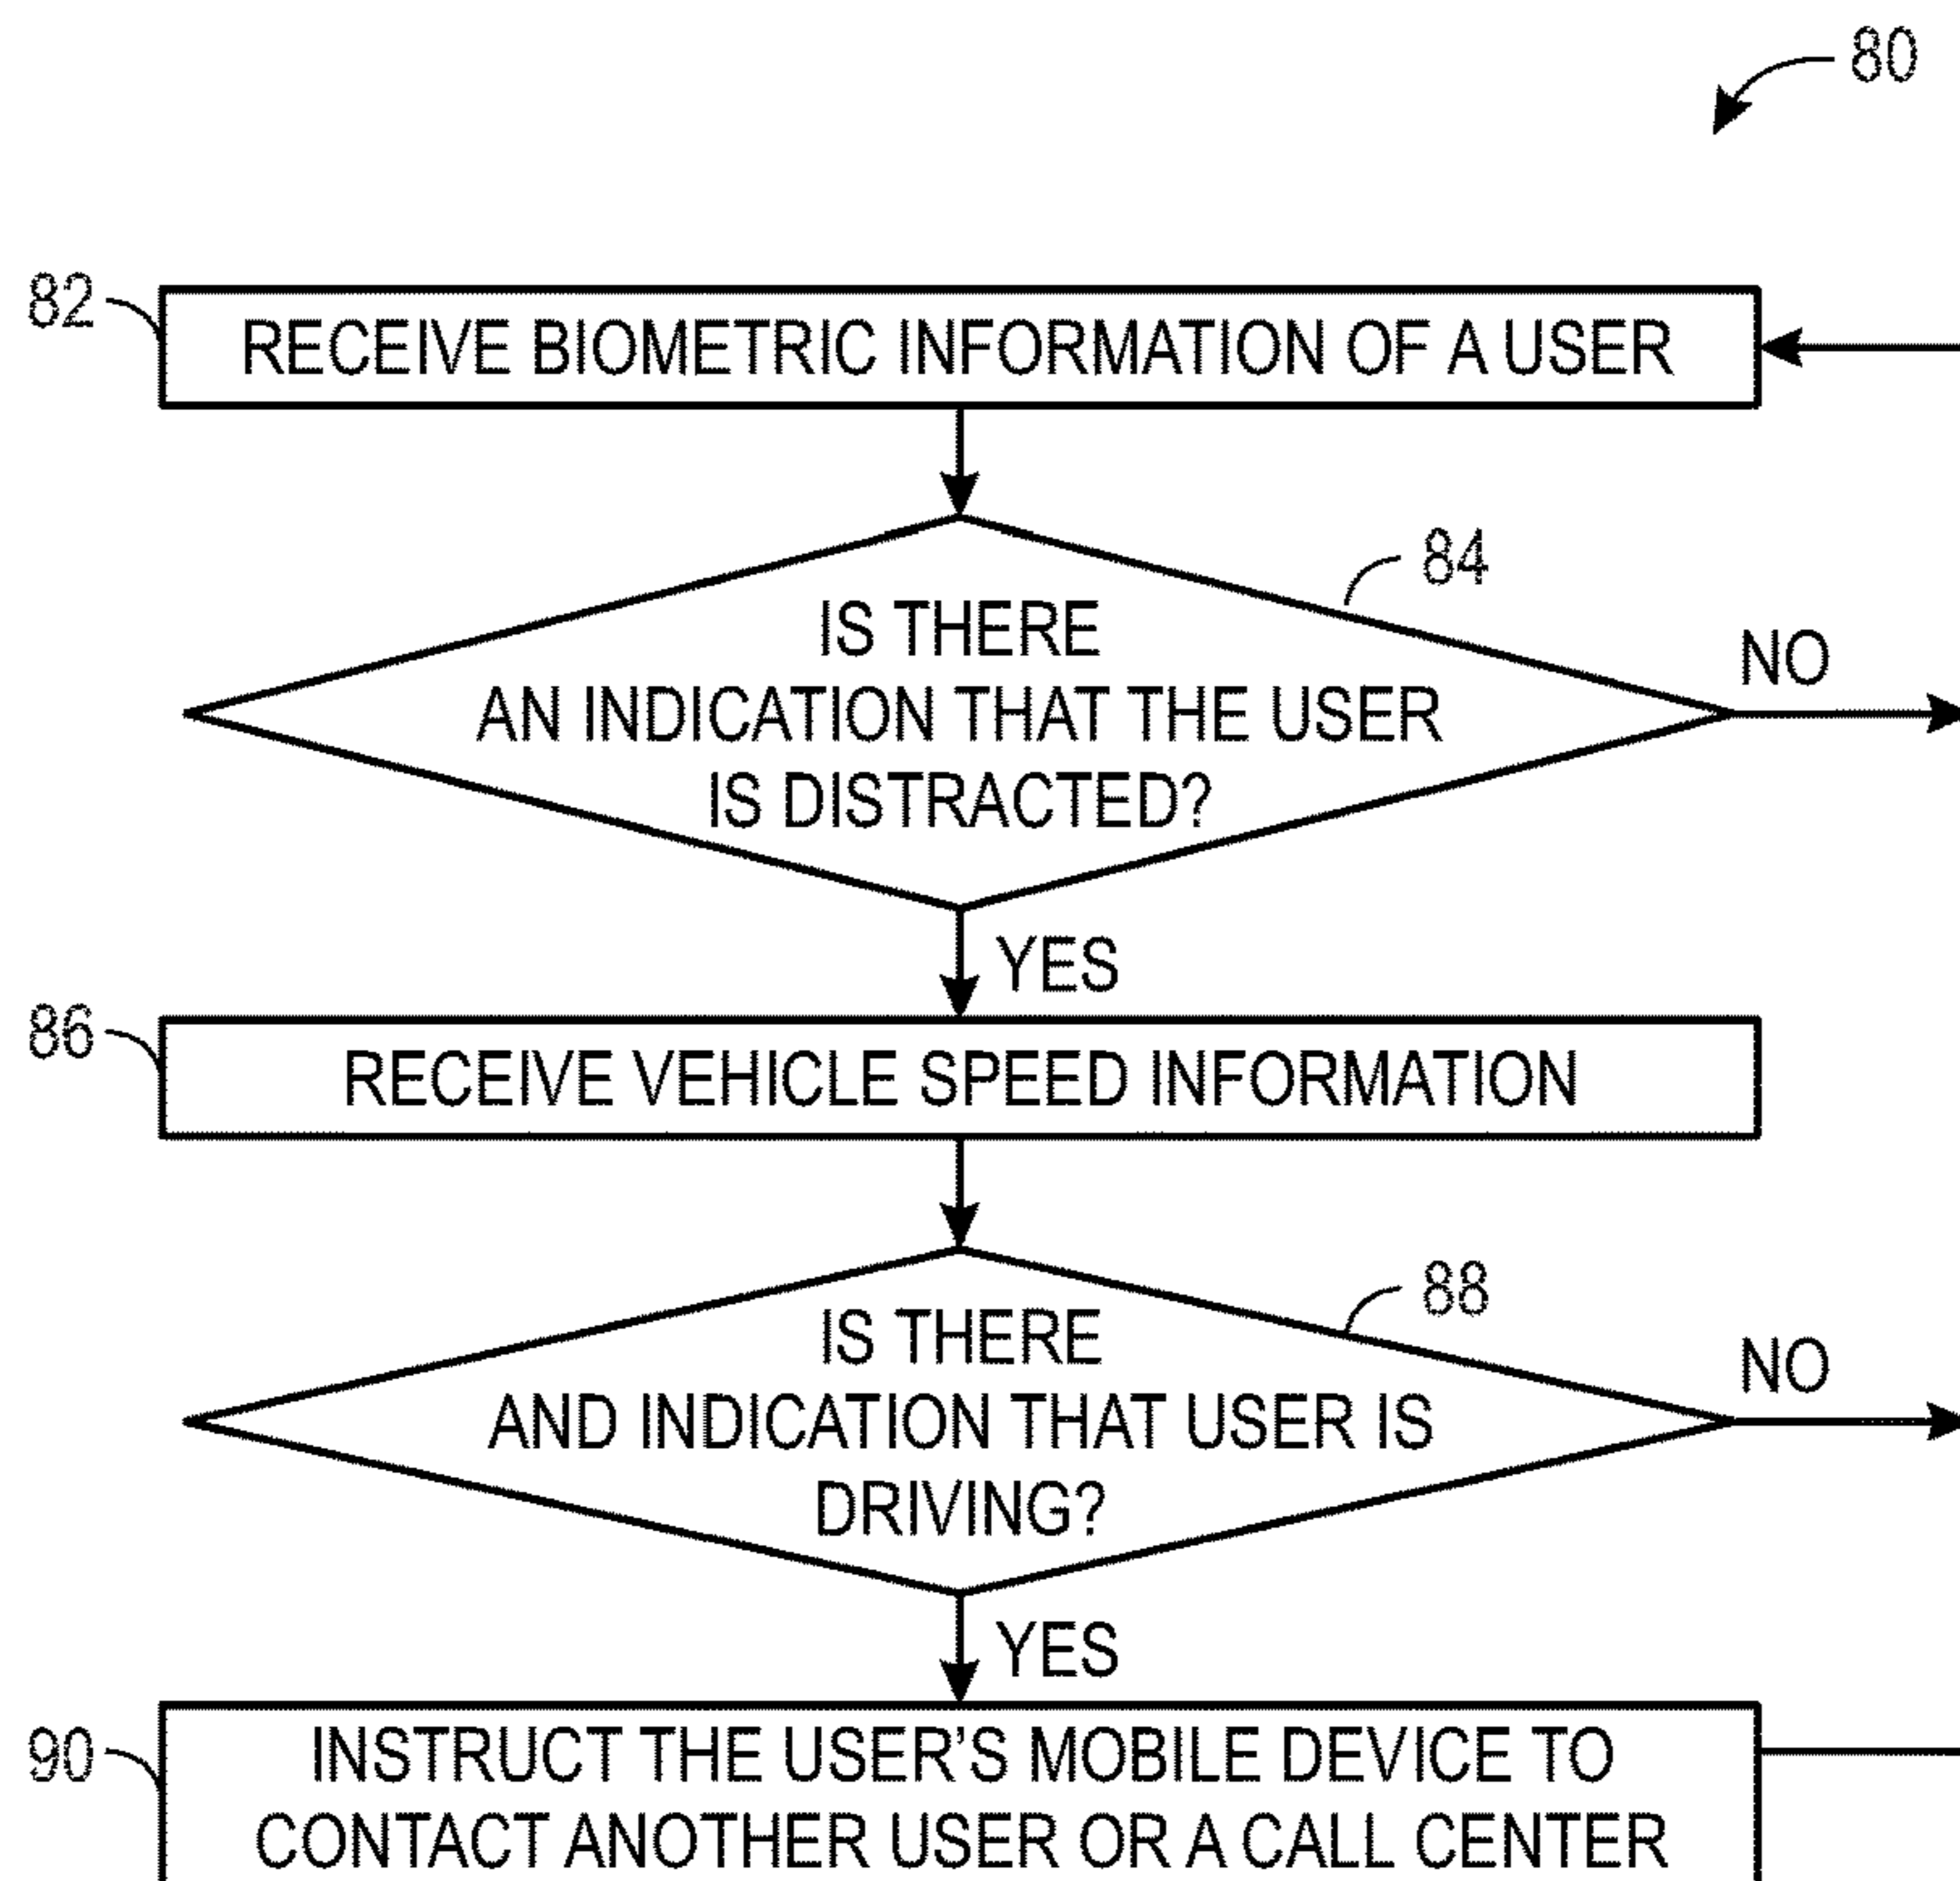 80
82
RECEIVE BIOMETRIC INFORMATION OF A USER
84
IS THERE
AN INDICATION THAT THE USER
IS DISTRACTED?
NO
YES
86
RECEIVE VEHICLE SPEED INFORMATION
88
IS THERE
AND INDICATION THAT USER IS
DRIVING?
NO
YES
90
INSTRUCT THE USER'S MOBILE DEVICE TO
CONTACT ANOTHER USER OR A CALL CENTER